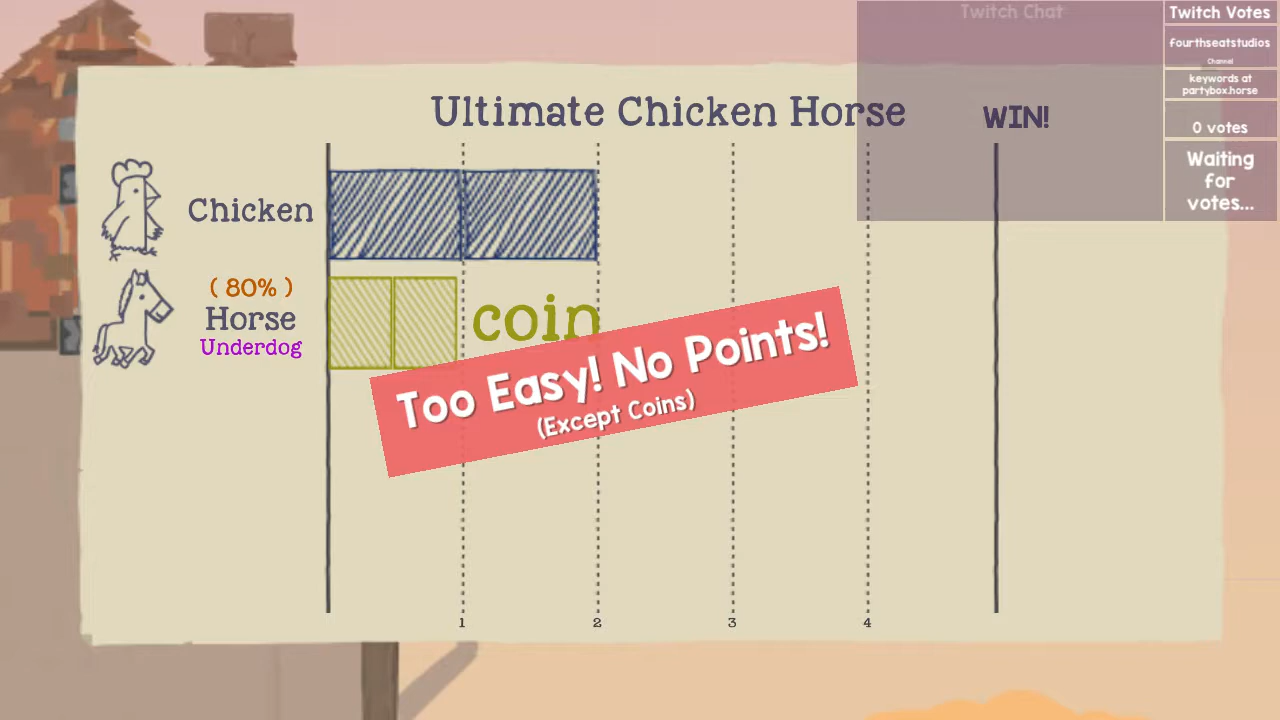 Twitch Chat
Twitch Votes
fourthseatstudios
Channel
keywords at
partybox.horse
0 votes
Waiting
for
votes...
Ultimate Chicken Horse
WIN!
Chicken
( 80% )
Horse
Underdog
coin
Too Easy! No Points!
(Except Coins)
1
2
3
4